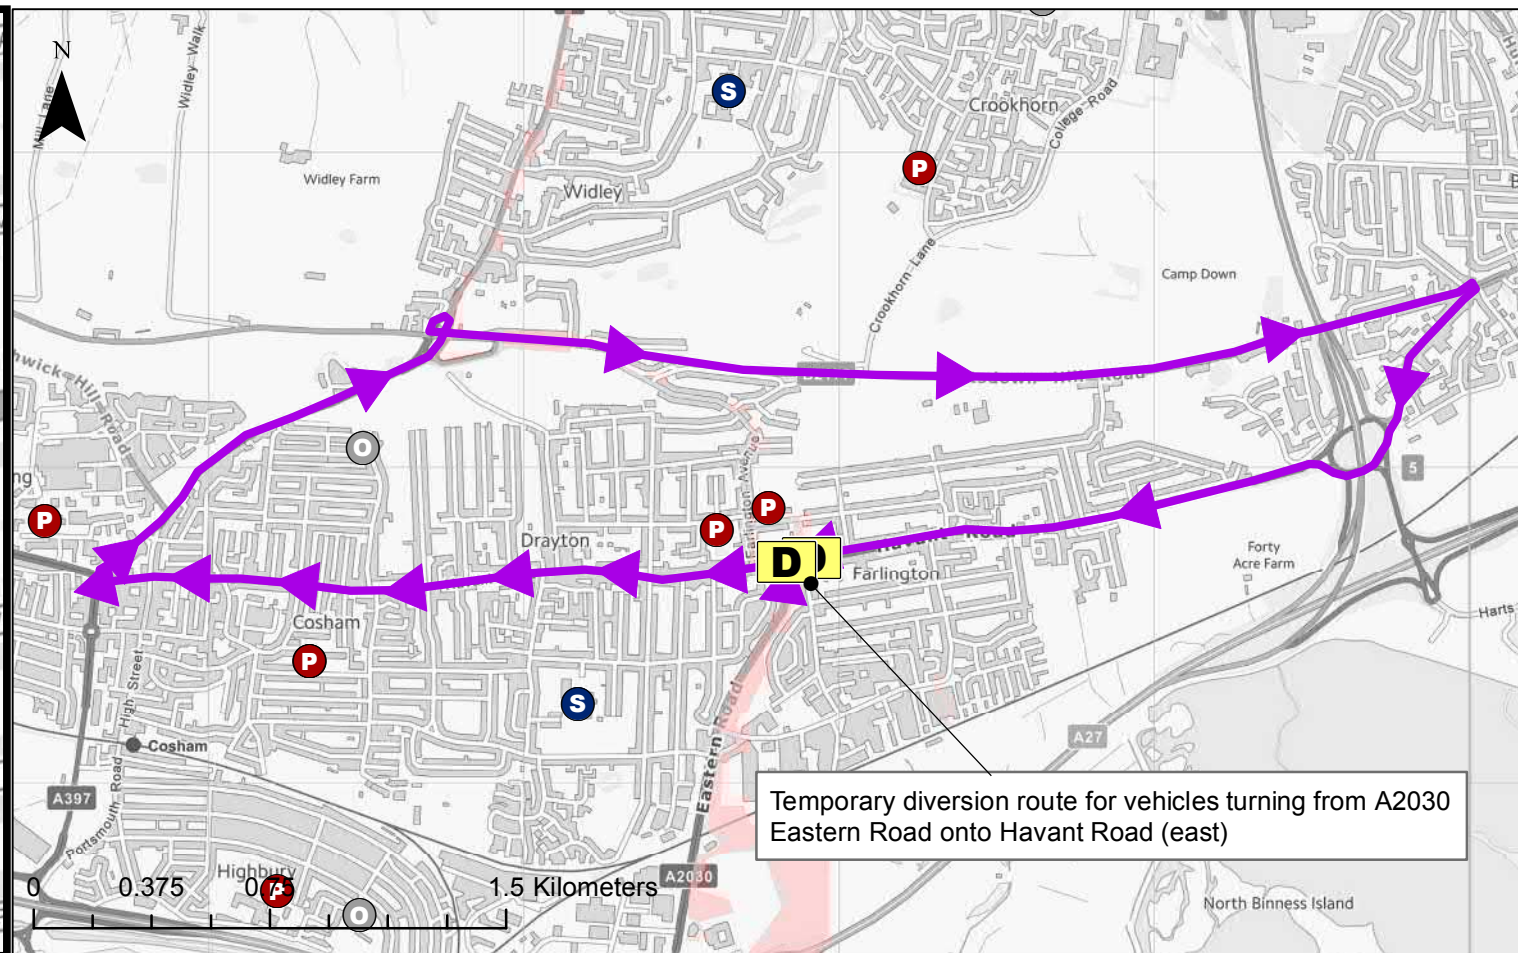 N
Mill Lane
Widley Walk
Widley Farm
Widley
S
Crookhorn
College Road
P
Crookhorn Lane
Camp Down
Hill Road
O
5
P
P
P
Farlington Avenue
Drayton
Havant Road
D
Farlington
Forty
Acre Farm
Harts
Cosham
P
S
High Street
Cosham
Eastern Road
A27
A397
Portsmouth Road
Temporary diversion route for vehicles turning from A2030
Eastern Road onto Havant Road (east)
Highbury
P
O
A2030
0 0.375 0.75 1.5 Kilometers
North Binness Island